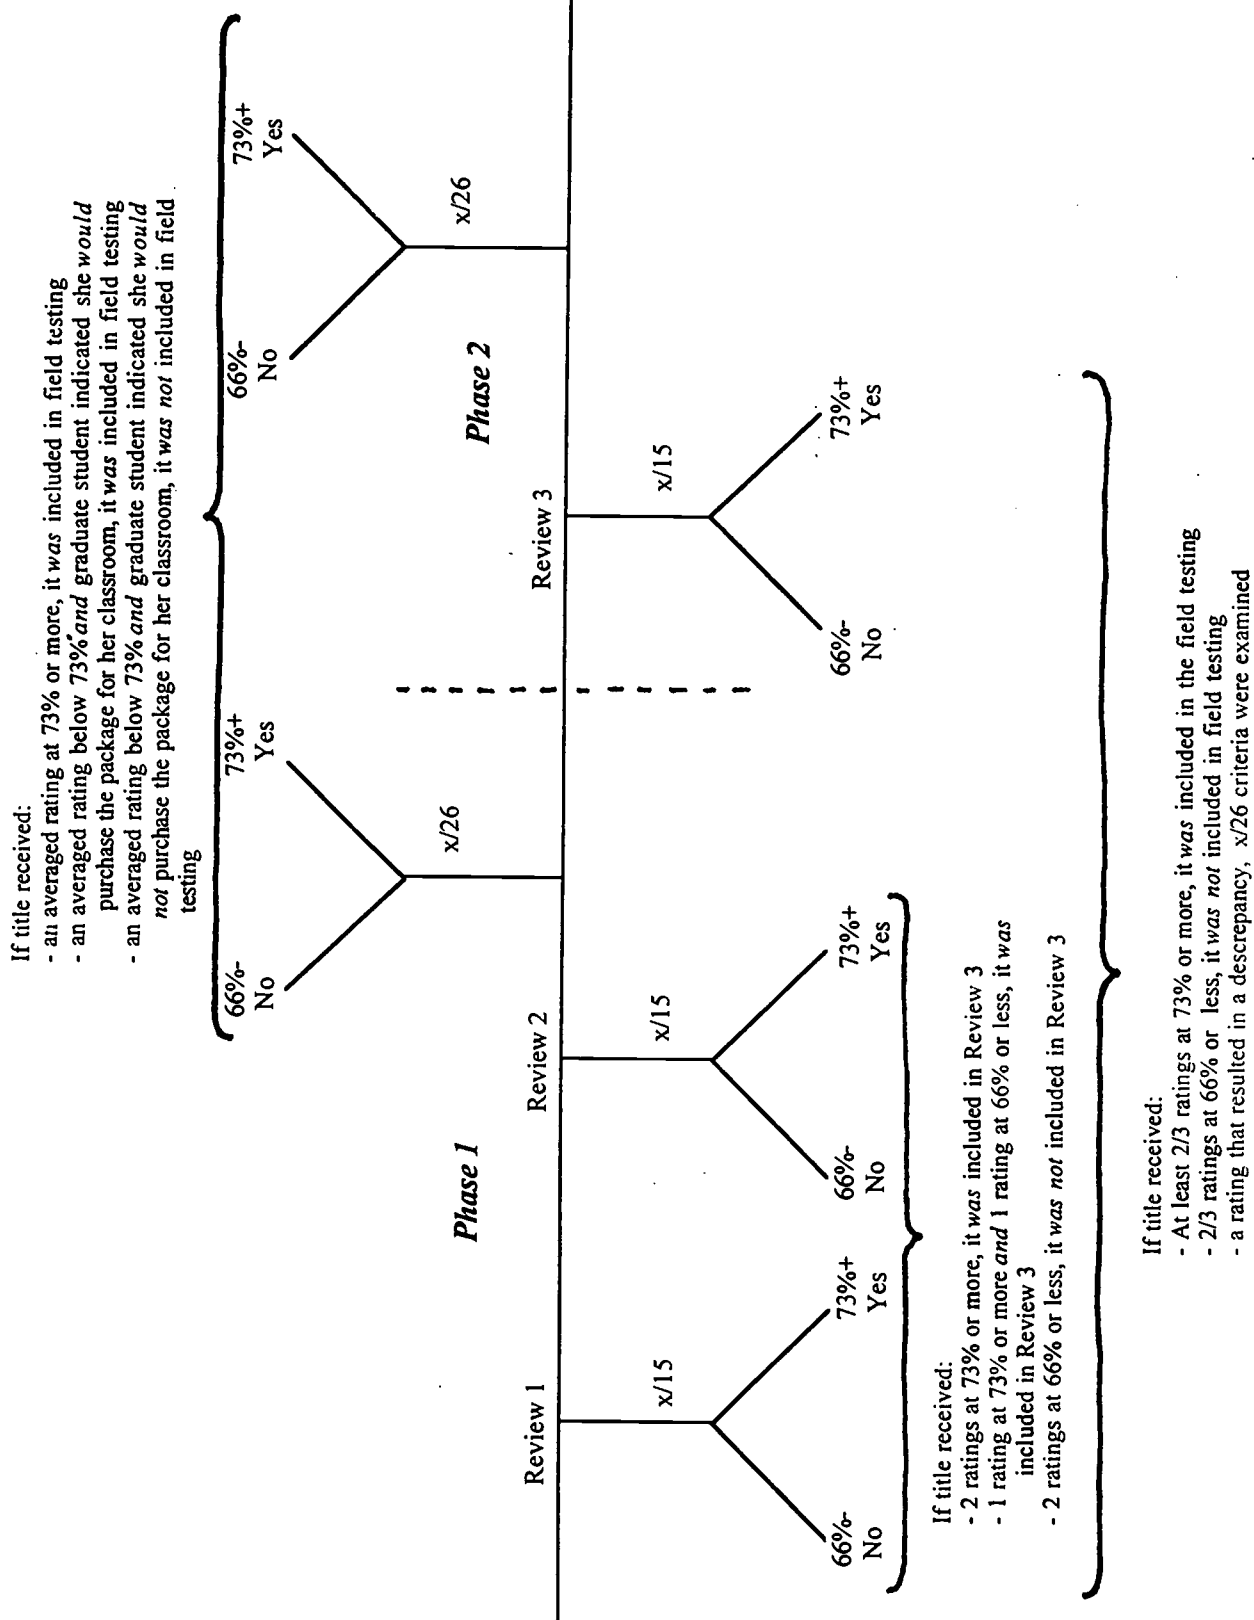 If title received:
- an averaged rating at 73% or more, it was included in field testing
- an averaged rating below 73% and graduate student indicated she would
purchase the package for her classroom, it was included in field testing
- an averaged rating below 73% and graduate student indicated she would
not purchase the package for her classroom, it was not included in field
testing
66%-
No
73%+
Yes
66%-
No
73%+
Yes
x/26
x/26
Phase 1
Phase 2
Review 1
Review 2
Review 3
x/15
x/15
x/15
66%-
No
73%+
Yes
66%-
No
73%+
Yes
66%-
No
73%+
Yes
If title received:
- 2 ratings at 73% or more, it was included in Review 3
- 1 rating at 73% or more and 1 rating at 66% or less, it was
included in Review 3
- 2 ratings at 66% or less, it was not included in Review 3
If title received:
- At least 2/3 ratings at 73% or more, it was included in the field testing
- 2/3 ratings at 66% or less, it was not included in field testing
- a rating that resulted in a descrepancy, x/26 criteria were examined